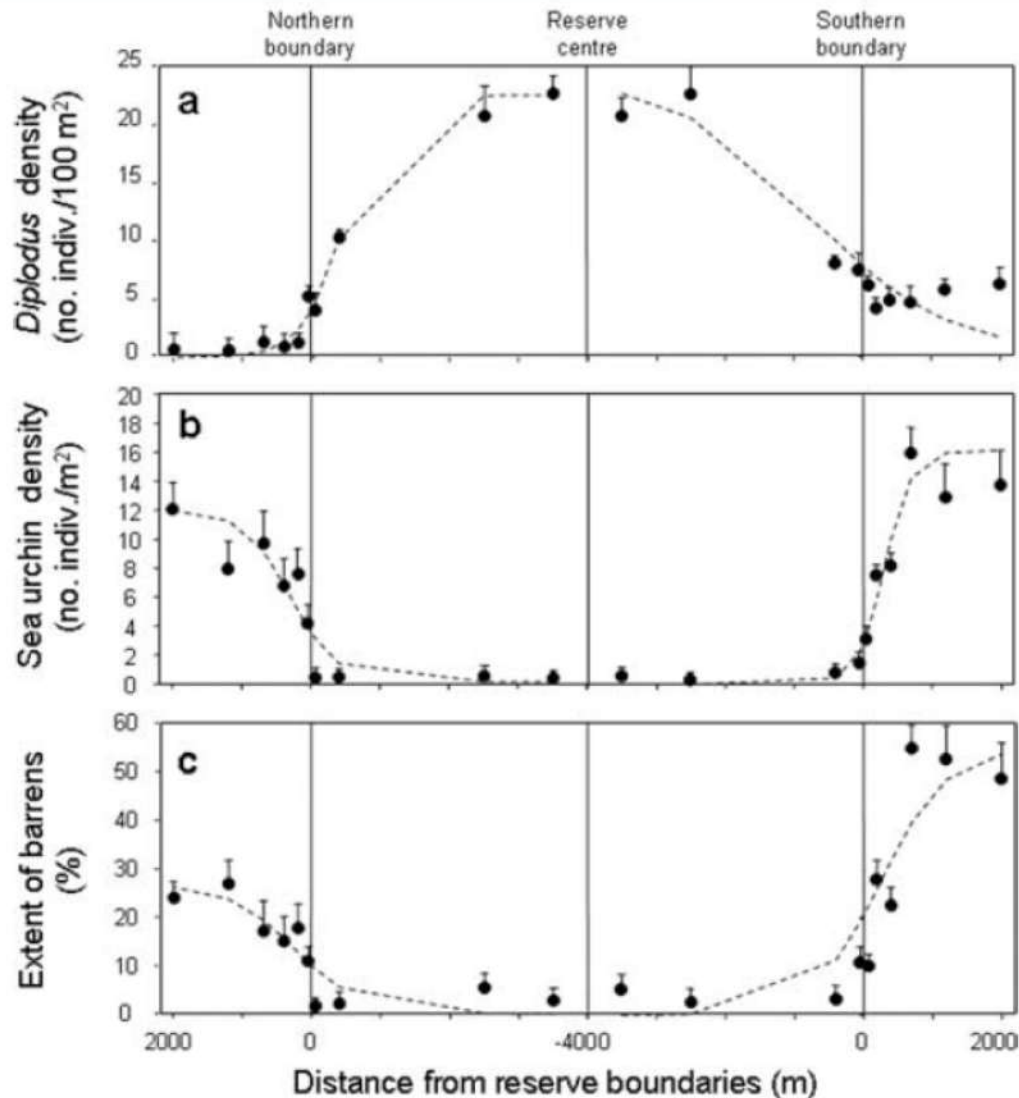 Northern boundary
Reserve centre
Southern boundary
a
Diplodus density
(no. indiv./100 m²)
25
20
15
10
5
0
b
Sea urchin density
(no. indiv./m²)
20
18
16
14
12
10
8
6
4
2
0
c
Extent of barrens
(%)
60
50
40
30
20
10
0
2000
0
-4000
0
2000
Distance from reserve boundaries (m)